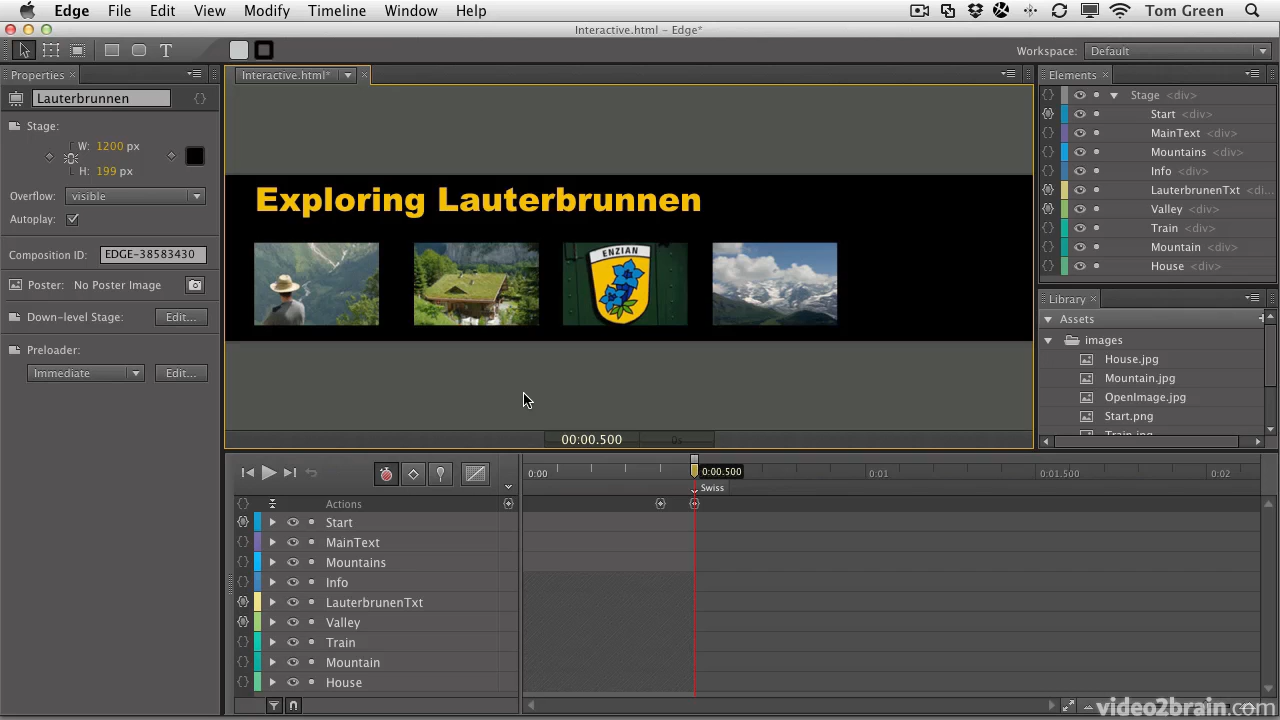 Edge File Edit View Modify Timeline Window Help Tom Green
Interactive.html – Edge*
Workspace: Default
Properties × Interactive.html* × Elements ×
Lauterbrunnen
Stage:
W: 1200 px
H: 199 px
Overflow: visible
Autoplay:
Composition ID: EDGE-38583430
Poster: No Poster Image
Down-level Stage: Edit...
Preloader:
Immediate Edit...
Exploring Lauterbrunnen
ENZIAN
00:00.500 0s
Stage <div>
Start <div>
MainText <div>
Mountains <div>
Info <div>
LauterbrunenTxt <di...
Valley <div>
Train <div>
Mountain <div>
House <div>
Library ×
Assets
images
House.jpg
Mountain.jpg
OpenImage.jpg
Start.png
Train.jpg
0:00 0:00.500 0:01 0:01.500 0:02
Swiss
Actions
Start
MainText
Mountains
Info
LauterbrunenTxt
Valley
Train
Mountain
House
video2brain.com